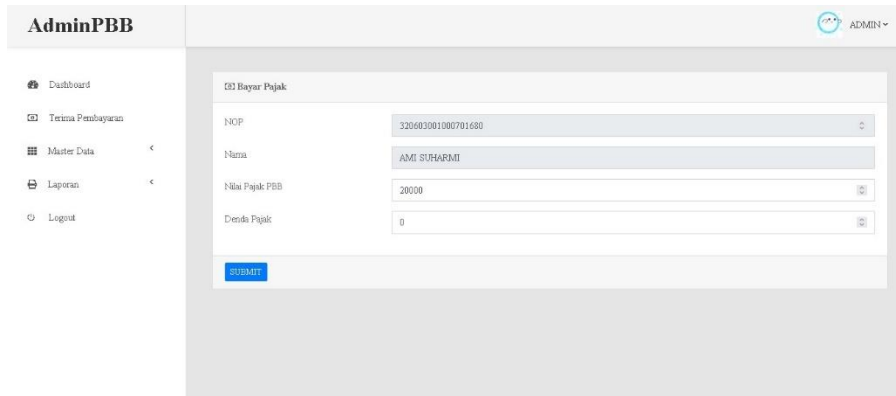 AdminPBB
ADMIN
Dashboard
Terima Pembayaran
Master Data
Laporan
Logout
Bayar Pajak
NOP
320603001000701680
Nama
AMI SUHARMI
Nilai Pajak PBB
20000
Denda Pajak
0
SUBMIT